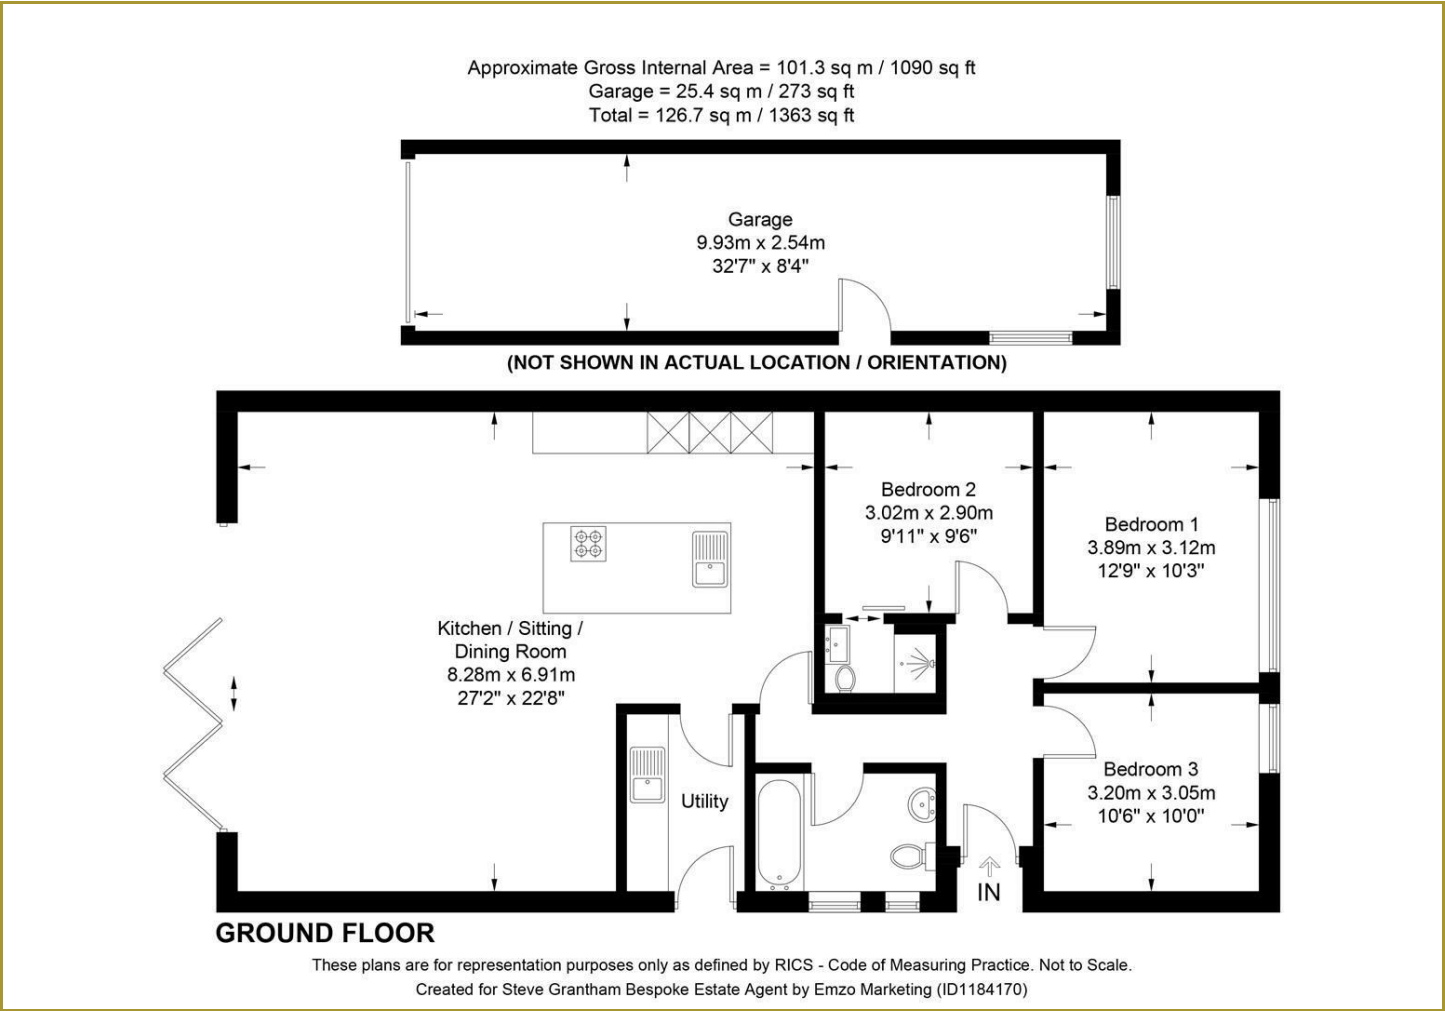 Approximate Gross Internal Area = 101.3 sq m / 1090 sq ft
Garage = 25.4 sq m / 273 sq ft
Total = 126.7 sq m / 1363 sq ft
Garage
9.93m x 2.54m
32'7" x 8'4"
(NOT SHOWN IN ACTUAL LOCATION / ORIENTATION)
Bedroom 2
3.02m x 2.90m
9'11" x 9'6"
Bedroom 1
3.89m x 3.12m
12'9" x 10'3"
Kitchen / Sitting /
Dining Room
8.28m x 6.91m
27'2" x 22'8"
Utility
Bedroom 3
3.20m x 3.05m
10'6" x 10'0"
IN
GROUND FLOOR
These plans are for representation purposes only as defined by RICS - Code of Measuring Practice. Not to Scale.
Created for Steve Grantham Bespoke Estate Agent by Emzo Marketing (ID1184170)